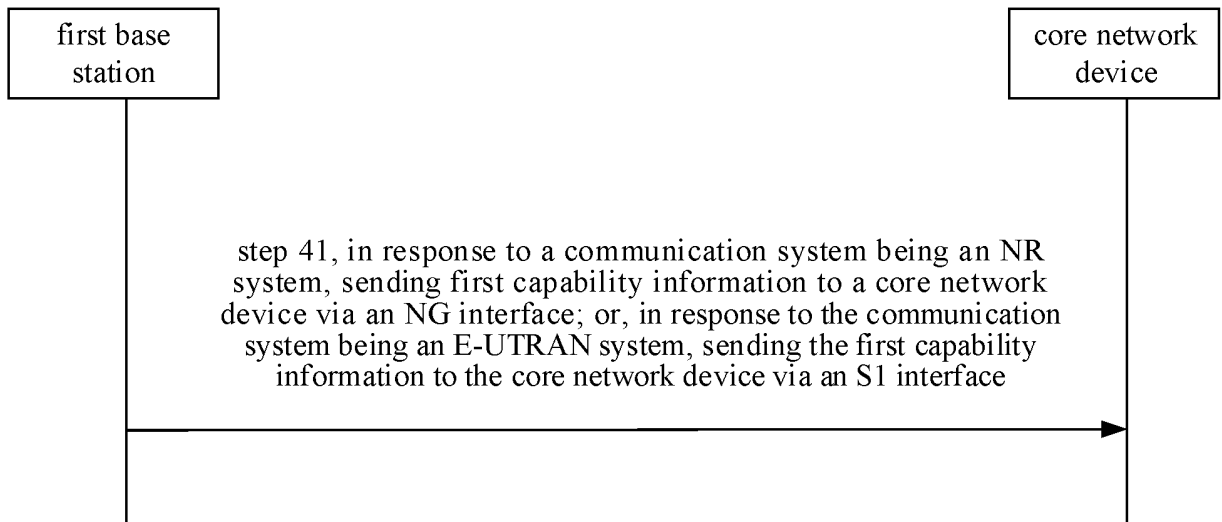 first base
station
core network
device
step 41, in response to a communication system being an NR
system, sending first capability information to a core network
device via an NG interface; or, in response to the communication
system being an E-UTRAN system, sending the first capability
information to the core network device via an S1 interface